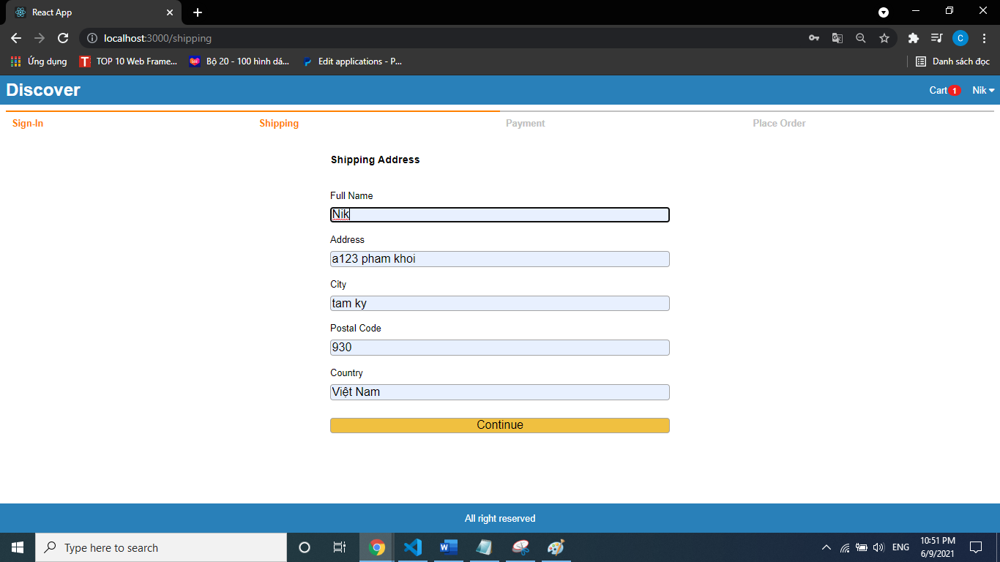 React App
localhost:3000/shipping
C
Ứng dụng TOP 10 Web Frame... Bộ 20 - 100 hình dá... Edit applications - P... Danh sách đọc
Discover Cart 1 Nik
Sign-In Shipping Payment Place Order
Shipping Address
Full Name
Nik
Address
a123 pham khoi
City
tam ky
Postal Code
930
Country
Việt Nam
Continue
All right reserved
Type here to search ENG 10:51 PM
6/9/2021